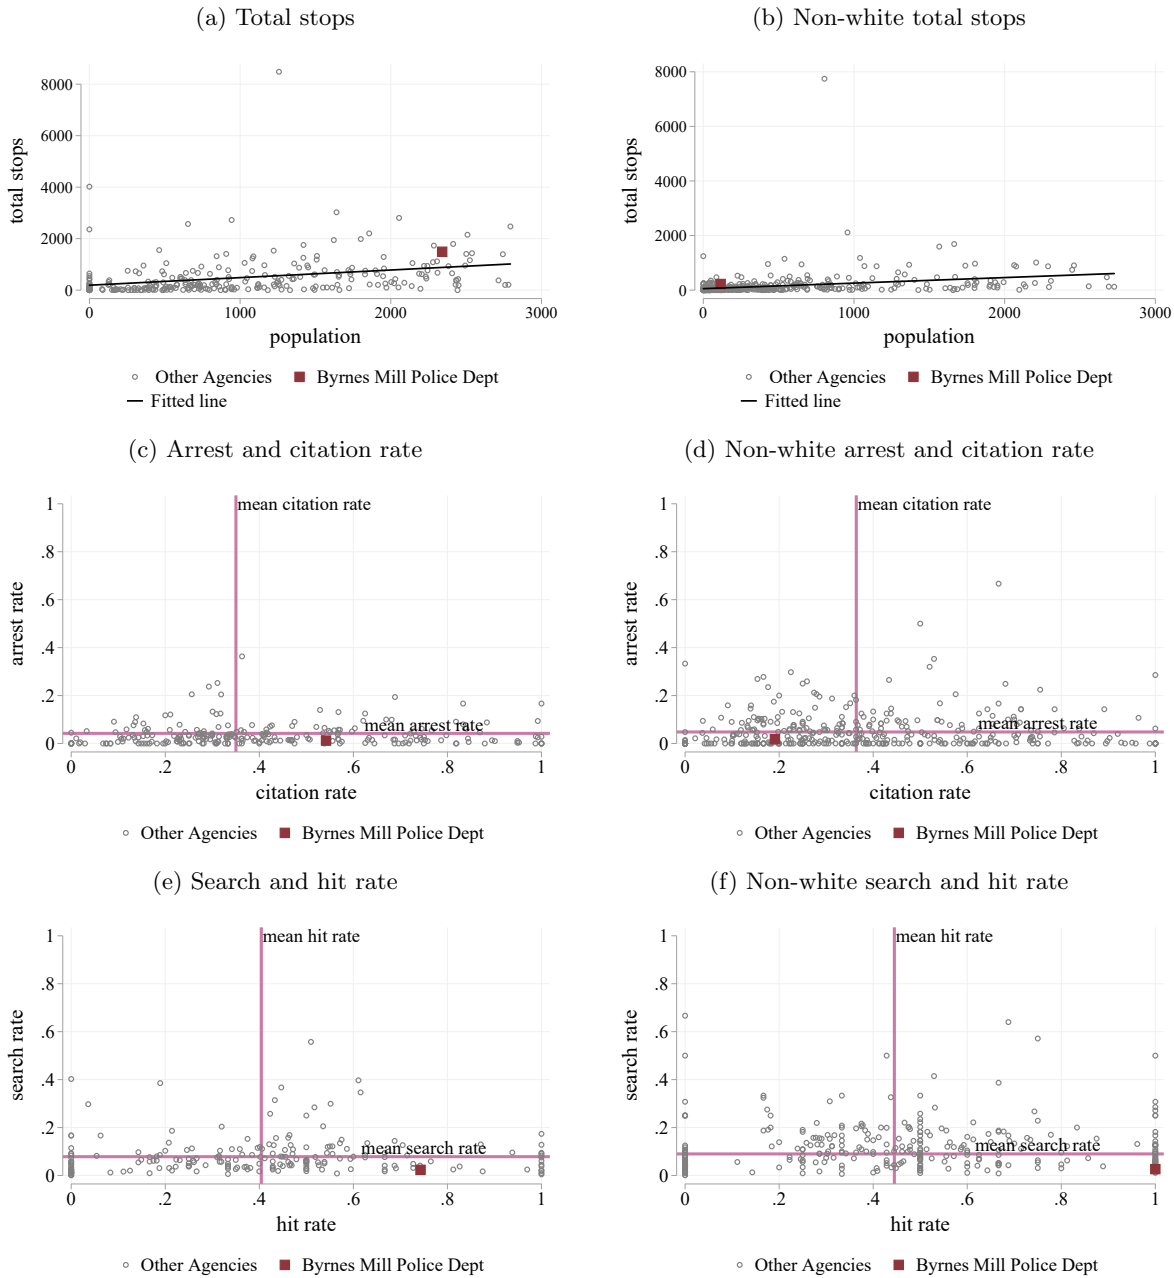 (a) Total stops
(b) Non-white total stops
8000
6000
4000
2000
0
total stops
0 1000 2000 3000
population
Other Agencies Byrnes Mill Police Dept
Fitted line
8000
6000
4000
2000
0
total stops
0 1000 2000 3000
population
Other Agencies Byrnes Mill Police Dept
Fitted line
(c) Arrest and citation rate
(d) Non-white arrest and citation rate
1
.8
.6
.4
.2
0
arrest rate
mean citation rate
mean arrest rate
0 .2 .4 .6 .8 1
citation rate
Other Agencies Byrnes Mill Police Dept
1
.8
.6
.4
.2
0
arrest rate
mean citation rate
mean arrest rate
0 .2 .4 .6 .8 1
citation rate
Other Agencies Byrnes Mill Police Dept
(e) Search and hit rate
(f) Non-white search and hit rate
1
.8
.6
.4
.2
0
search rate
mean hit rate
mean search rate
0 .2 .4 .6 .8 1
hit rate
Other Agencies Byrnes Mill Police Dept
1
.8
.6
.4
.2
0
search rate
mean hit rate
mean search rate
0 .2 .4 .6 .8 1
hit rate
Other Agencies Byrnes Mill Police Dept